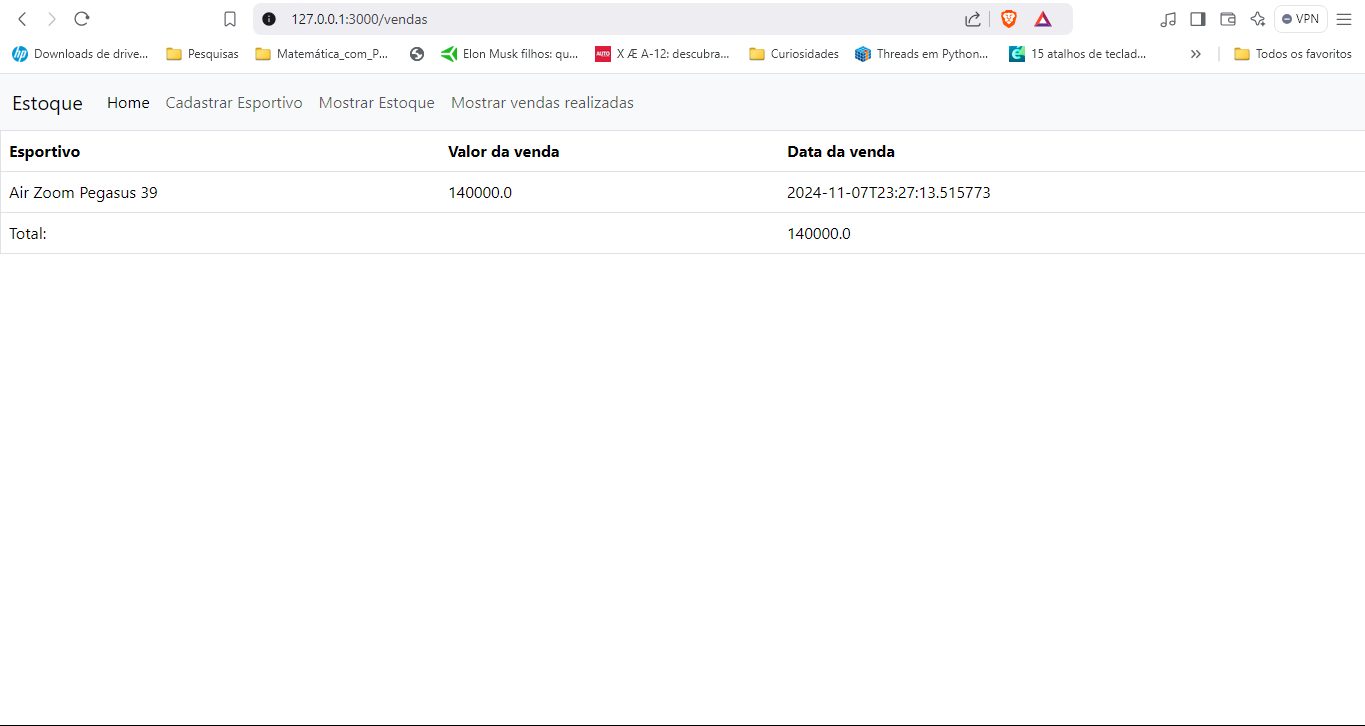 127.0.0.1:3000/vendas
VPN
Downloads de drive...
Pesquisas
Matemática_com_P...
Elon Musk filhos: qu...
AUTO
X Æ A-12: descubra...
Curiosidades
Threads em Python...
15 atalhos de teclad...
Todos os favoritos
Estoque Home Cadastrar Esportivo Mostrar Estoque Mostrar vendas realizadas
Esportivo Valor da venda Data da venda
Air Zoom Pegasus 39 140000.0 2024-11-07T23:27:13.515773
Total: 140000.0